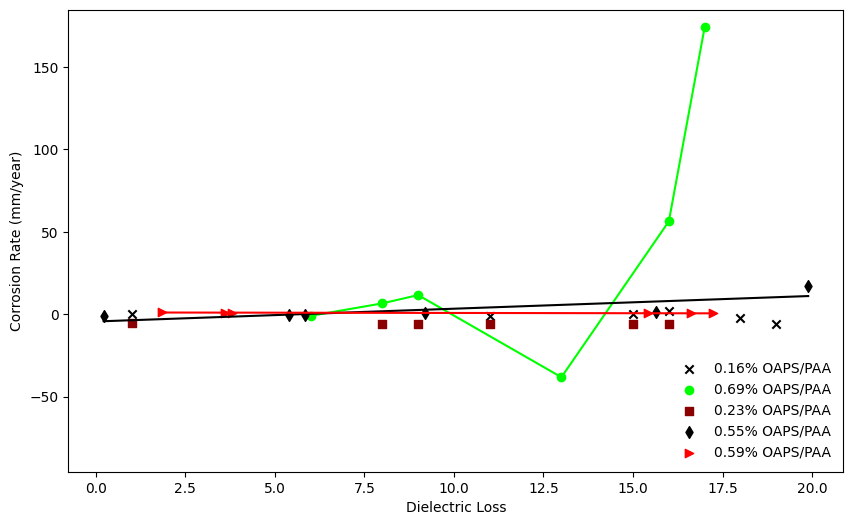 150
100
50
0
−50
Corrosion Rate (mm/year)
0.0 2.5 5.0 7.5 10.0 12.5 15.0 17.5 20.0
Dielectric Loss
0.16% OAPS/PAA
0.69% OAPS/PAA
0.23% OAPS/PAA
0.55% OAPS/PAA
0.59% OAPS/PAA